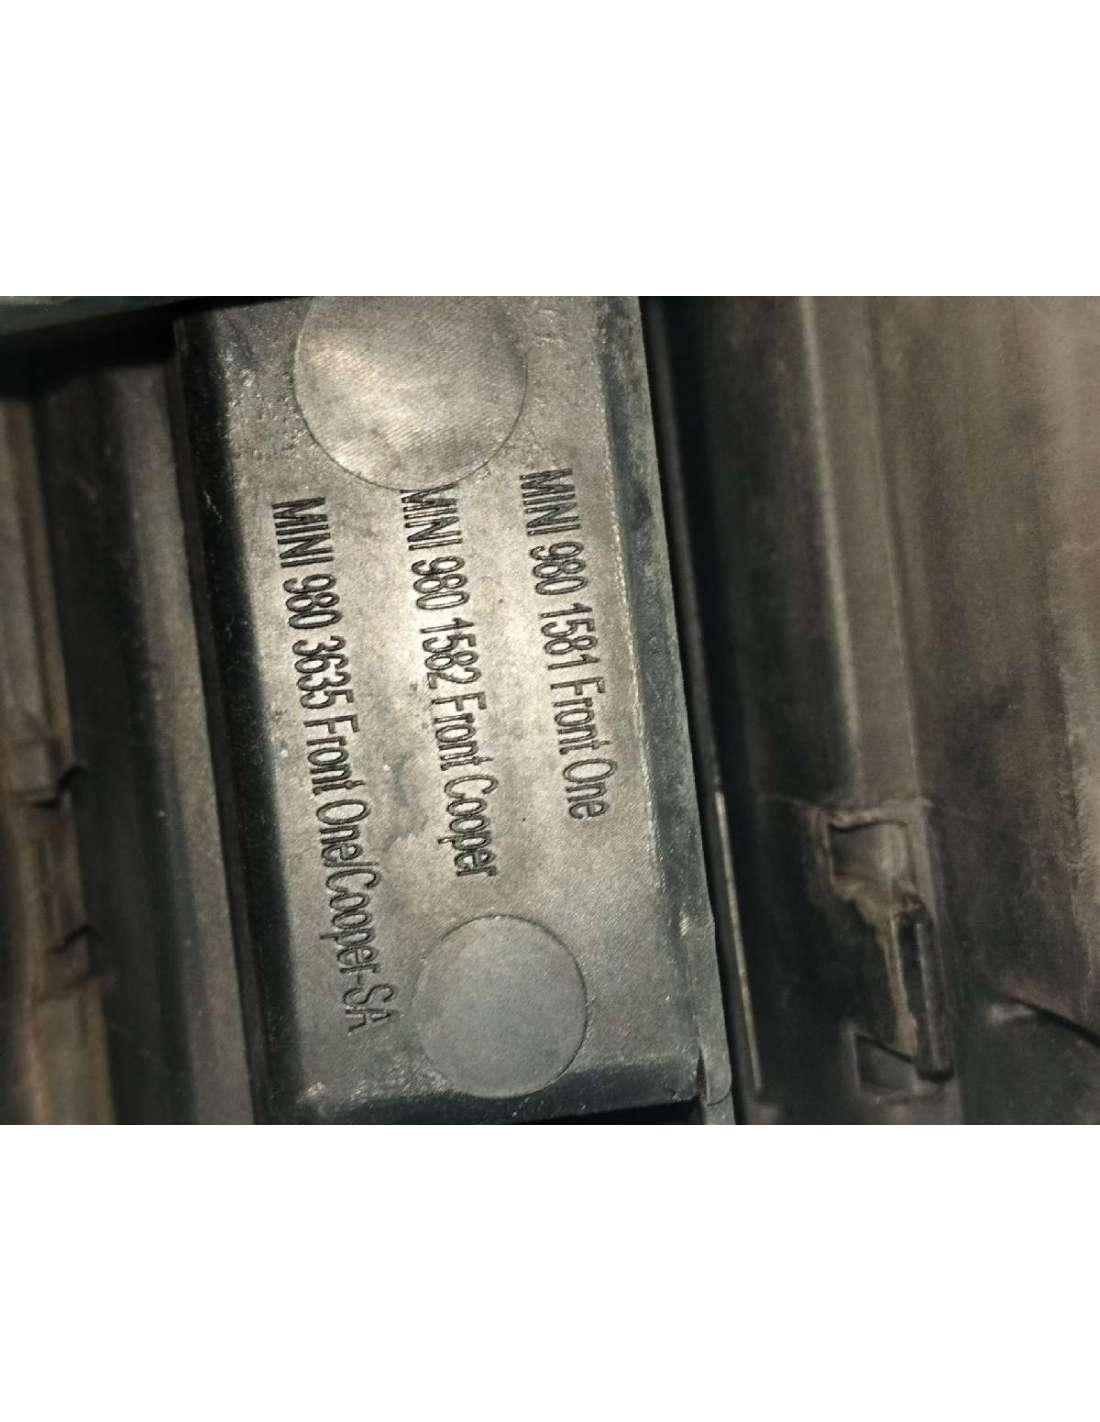 MINI 980 1581 Front One
MINI 980 1582 Front Cooper
MINI 980 3635 Front One/Cooper-SA